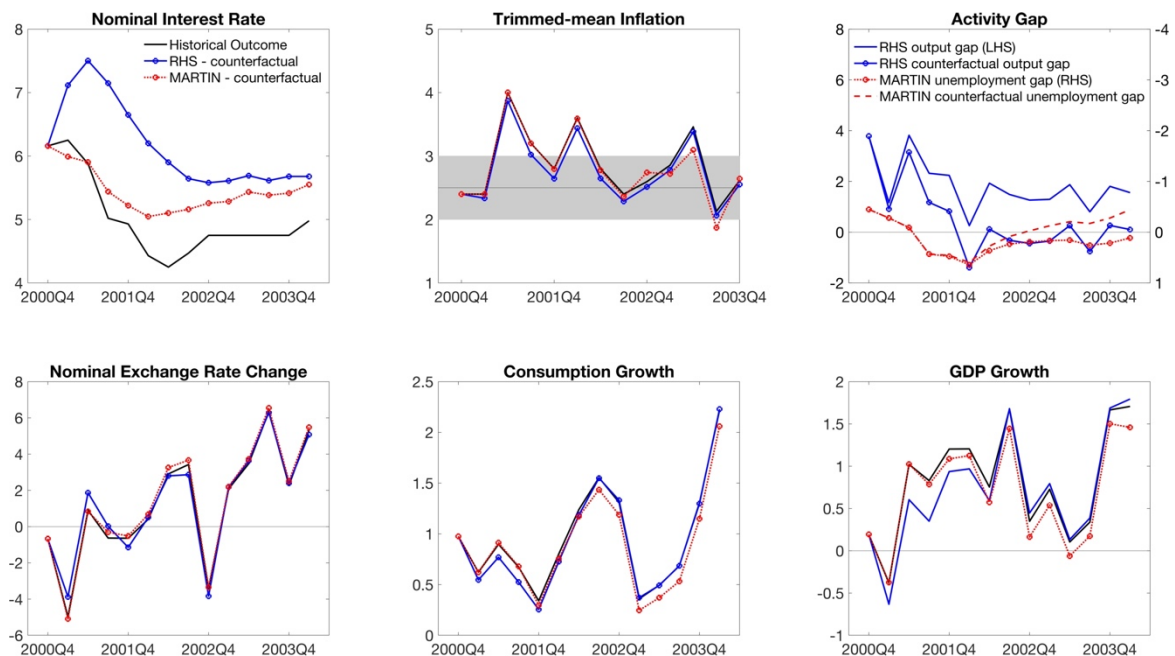 Nominal Interest Rate
8
7
6
5
4
Historical Outcome
RHS - counterfactual
MARTIN - counterfactual
2000Q4 2001Q4 2002Q4 2003Q4
Trimmed-mean Inflation
5
4
3
2
1
2000Q4 2001Q4 2002Q4 2003Q4
Activity Gap
8 -4
6 -3
4 -2
2 -1
0 0
-2 1
RHS output gap (LHS)
RHS counterfactual output gap
MARTIN unemployment gap (RHS)
MARTIN counterfactual unemployment gap
2000Q4 2001Q4 2002Q4 2003Q4
Nominal Exchange Rate Change
8
6
4
2
0
-2
-4
-6
2000Q4 2001Q4 2002Q4 2003Q4
Consumption Growth
2.5
2
1.5
1
0.5
0
2000Q4 2001Q4 2002Q4 2003Q4
GDP Growth
2
1.5
1
0.5
0
-0.5
-1
2000Q4 2001Q4 2002Q4 2003Q4